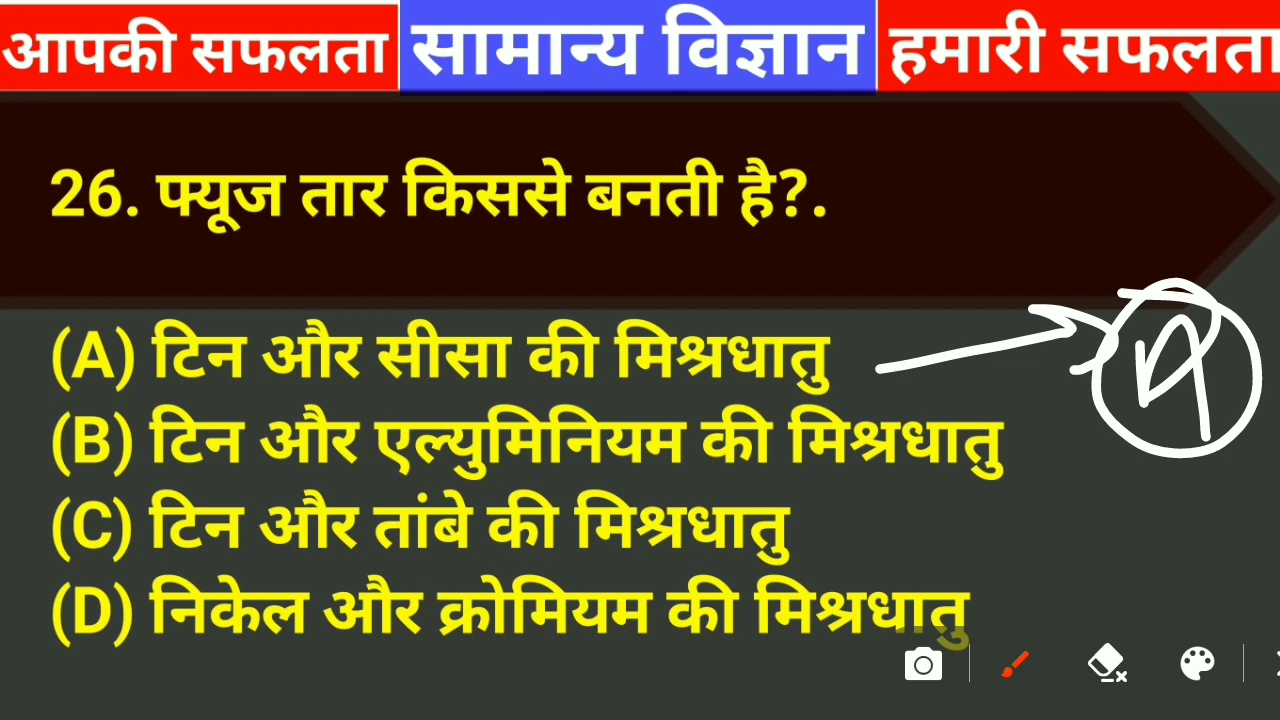 आपकी सफलता सामान्य विज्ञान हमारी सफलता
26. फ्यूज तार किससे बनती है?.
(A) टिन और सीसा की मिश्रधातु
(B) टिन और एल्युमिनियम की मिश्रधातु
(C) टिन और तांबे की मिश्रधातु
(D) निकेल और क्रोमियम की मिश्रधातु
A